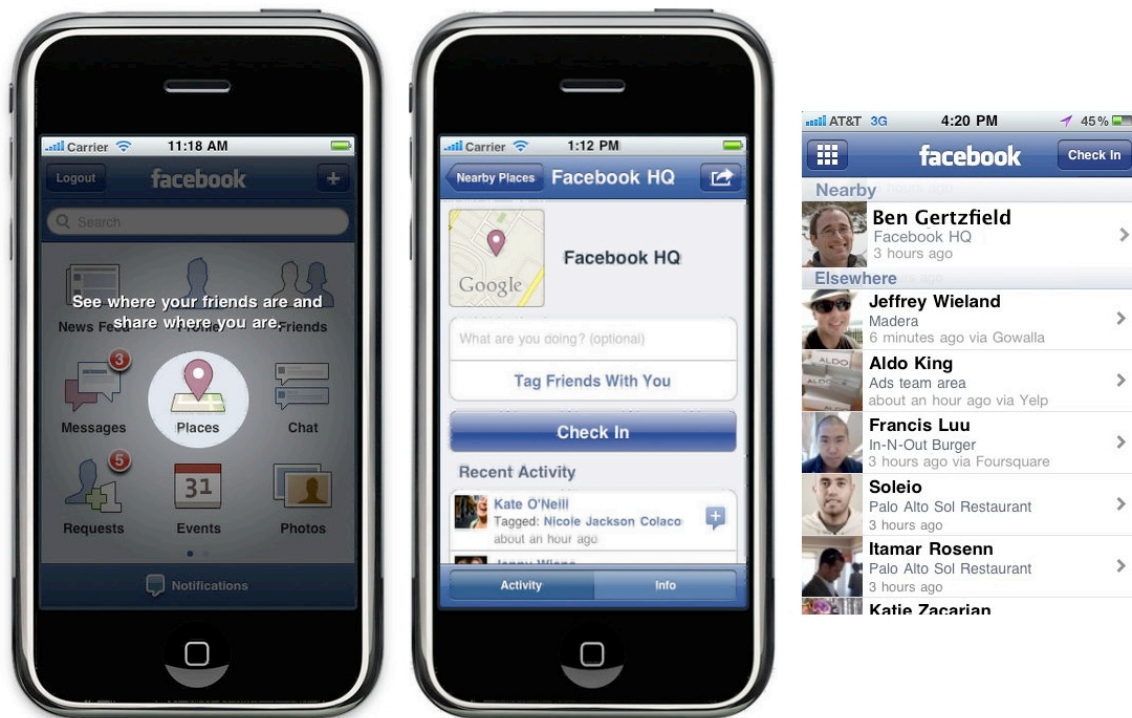 Carrier 11:18 AM
Logout facebook +
Search
See where your friends are and
share where you are.
News Feed Profile Friends
3
Messages Places Chat
5
31
Requests Events Photos
Notifications
Carrier 1:12 PM
Nearby Places Facebook HQ
Google
Facebook HQ
What are you doing? (optional)
Tag Friends With You
Check In
Recent Activity
Kate O'Neill
Tagged: Nicole Jackson Colaco
about an hour ago
Activity Info
AT&T 3G 4:20 PM 45%
facebook Check In
Nearby
Ben Gertzfield
Facebook HQ
3 hours ago
Elsewhere
Jeffrey Wieland
Madera
6 minutes ago via Gowalla
Aldo King
Ads team area
about an hour ago via Yelp
Francis Luu
In-N-Out Burger
3 hours ago via Foursquare
Soleio
Palo Alto Sol Restaurant
3 hours ago
Itamar Rosenn
Palo Alto Sol Restaurant
3 hours ago
Katie Zacarian